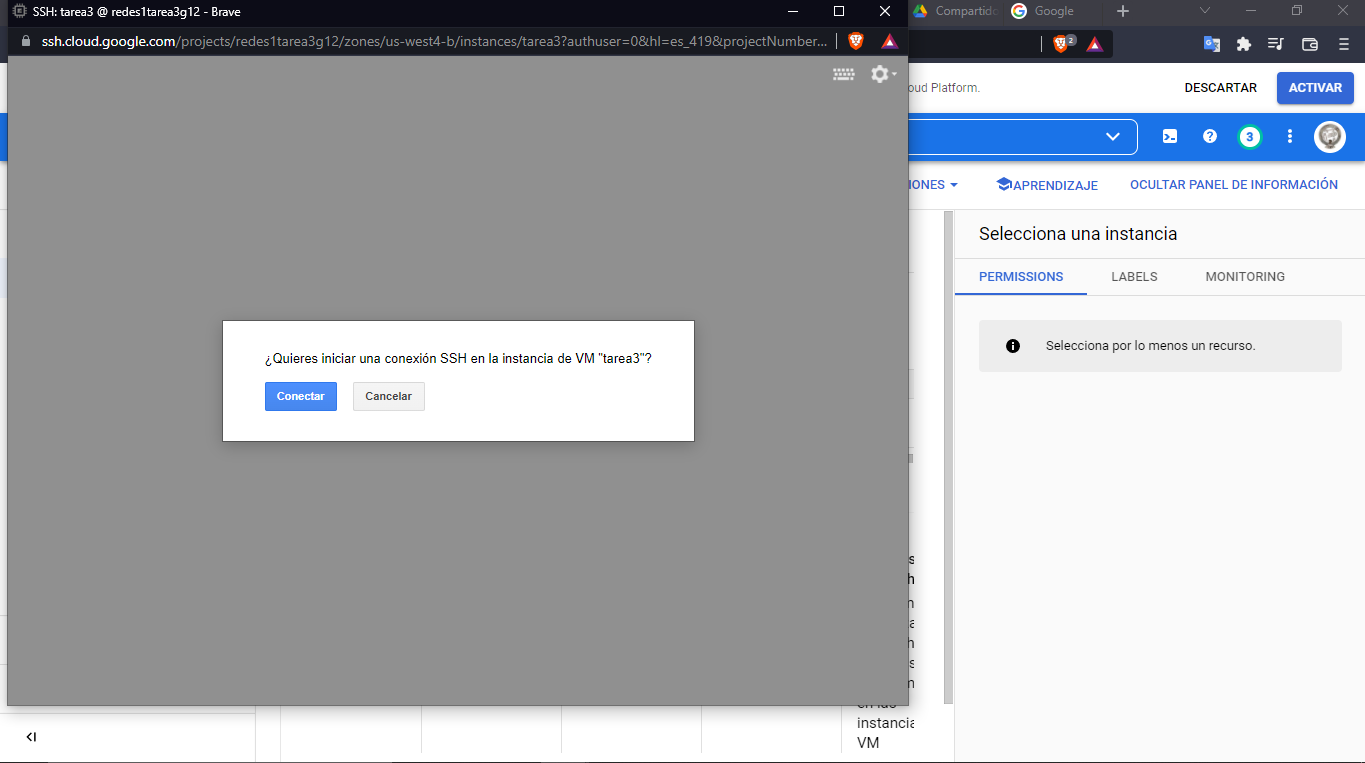 SSH: tarea3 @ redes1tarea3g12 - Brave
Compartido
Google
ssh.cloud.google.com/projects/redes1tarea3g12/zones/us-west4-b/instances/tarea3?authuser=0&hl=es_419&projectNumber...
2
oud Platform.
DESCARTAR
ACTIVAR
3
IONES
APRENDIZAJE
OCULTAR PANEL DE INFORMACIÓN
Selecciona una instancia
PERMISSIONS
LABELS
MONITORING
Selecciona por lo menos un recurso.
¿Quieres iniciar una conexión SSH en la instancia de VM "tarea3"?
Conectar
Cancelar
en las
instancia
VM